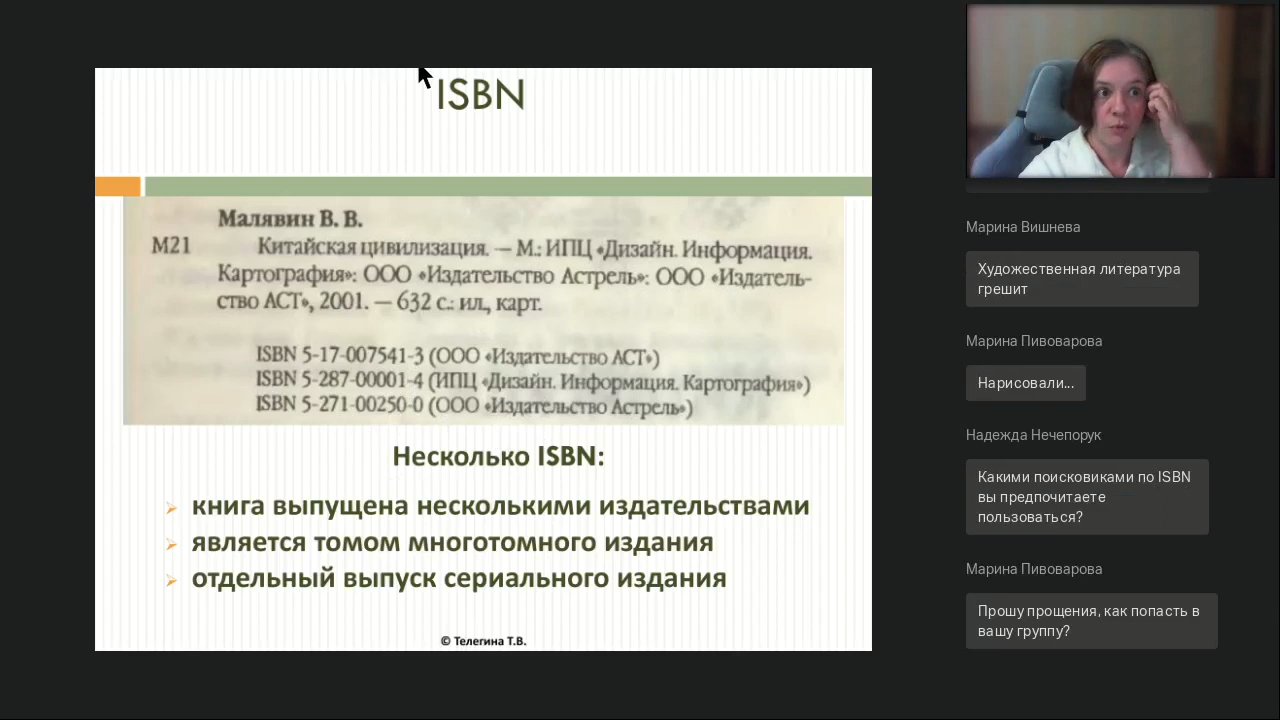 ISBN
Малявин В. В.
М21 Китайская цивилизация. — М.: ИПЦ «Дизайн. Информация.
Картография»: ООО «Издательство Астрель»: ООО «Издатель-
ство АСТ», 2001. — 632 с.: ил., карт.
ISBN 5-17-007541-3 (ООО «Издательство АСТ»)
ISBN 5-287-00001-4 (ИПЦ «Дизайн. Информация. Картография»)
ISBN 5-271-00250-0 (ООО «Издательство Астрель»)
Несколько ISBN:
книга выпущена несколькими издательствами
является томом многотомного издания
отдельный выпуск сериального издания
© Телегина Т.В.
Марина Вишнева
Художественная литература
грешит
Марина Пивоварова
Нарисовали...
Надежда Нечепорук
Какими поисковиками по ISBN
вы предпочитаете
пользоваться?
Марина Пивоварова
Прошу прощения, как попасть в
вашу группу?